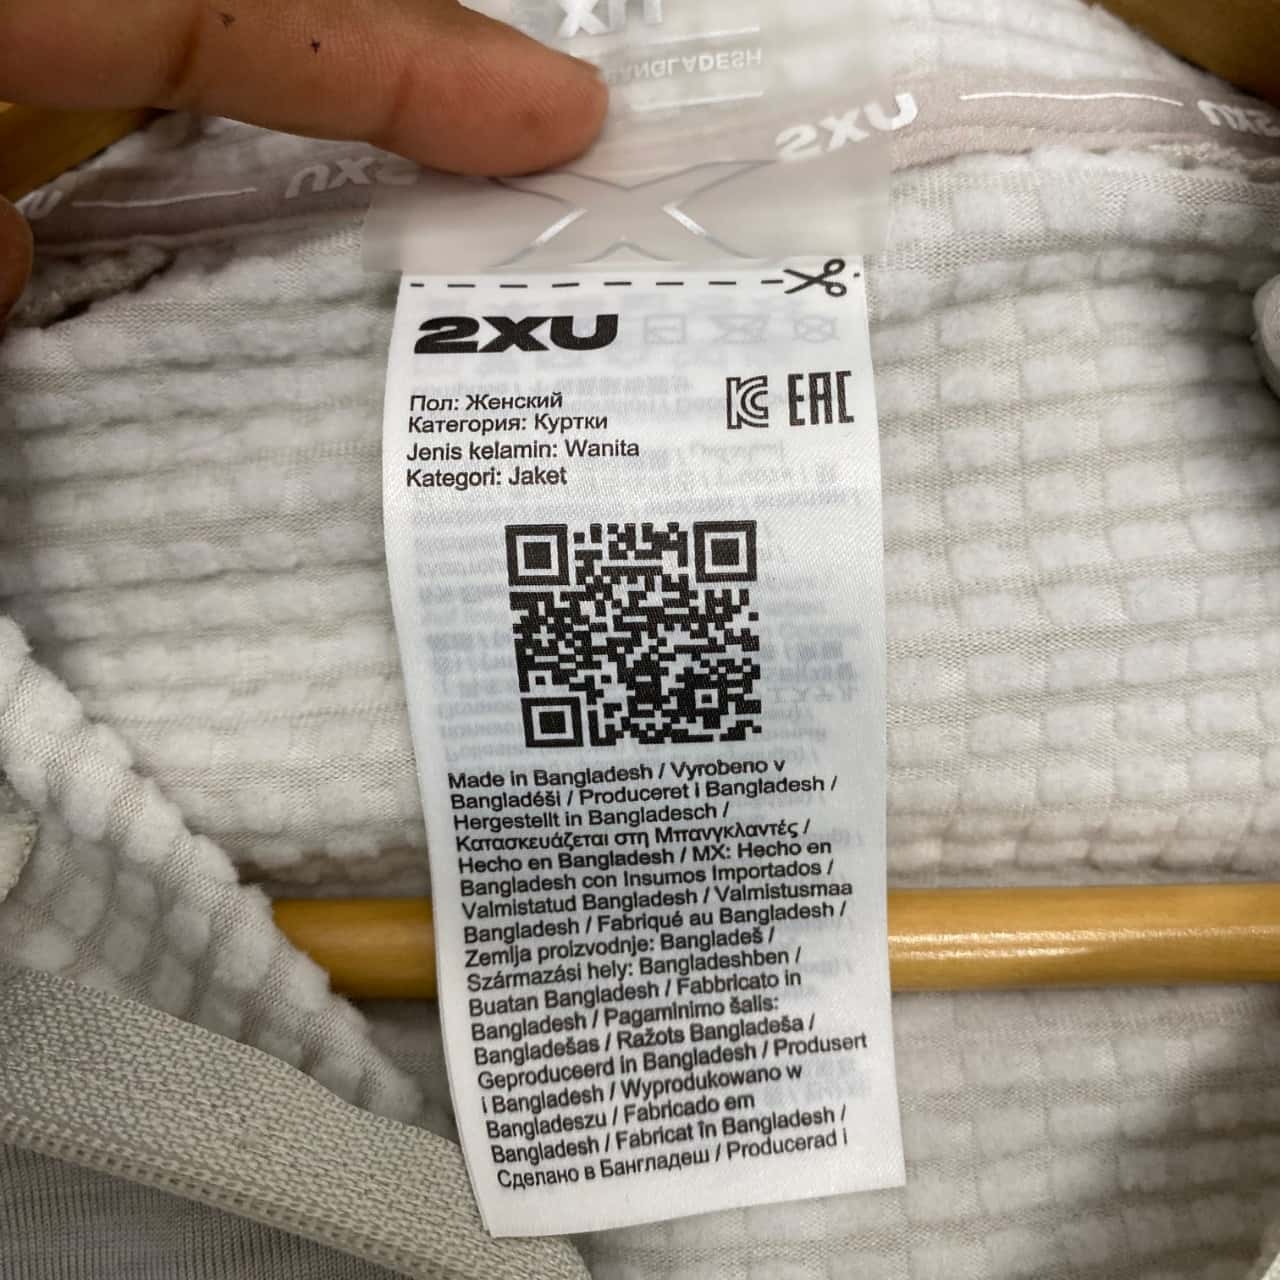 BANGLADESH
2XU
2XU
2XU
Пол: Женский
Категория: Куртки
Jenis kelamin: Wanita
Kategori: Jaket
EAC
Made in Bangladesh / Vyrobeno v
Bangladéši / Produceret i Bangladesh /
Hergestellt in Bangladesch /
Κατασκευάζεται στη Μπανγκλαντές /
Hecho en Bangladesh / MX: Hecho en
Bangladesh con Insumos Importados /
Valmistatud Bangladesh / Valmistusmaa
Bangladesh / Fabriqué au Bangladesh /
Zemlja proizvodnje: Bangladeš /
Származási hely: Bangladeshben /
Buatan Bangladesh / Fabbricato in
Bangladesh / Pagaminimo šalis:
Bangladešas / Ražots Bangladeša /
Geproduceerd in Bangladesh / Produsert
i Bangladesh / Wyprodukowano w
Bangladeszu / Fabricado em
Bangladesh / Fabricat în Bangladesh /
Сделано в Бангладеш / Producerad i